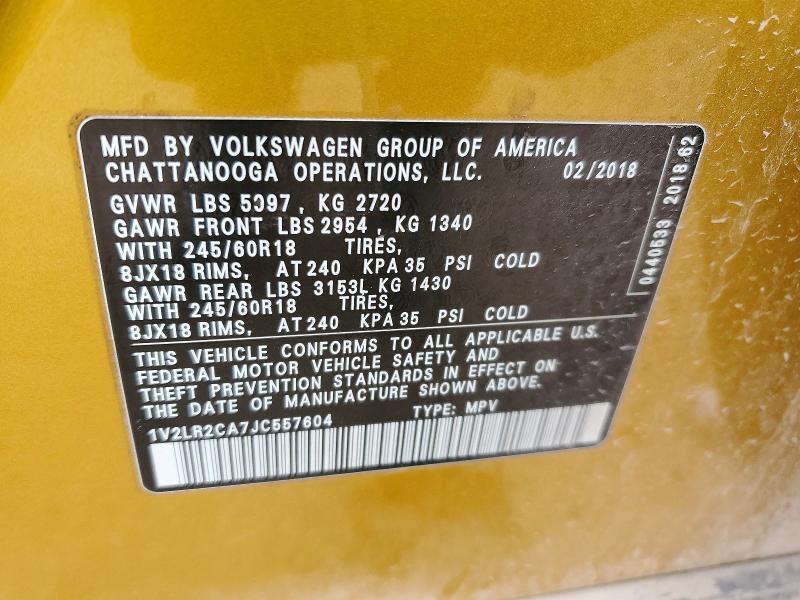 MFD BY VOLKSWAGEN GROUP OF AMERICA
CHATTANOOGA OPERATIONS, LLC. 02/2018
GVWR LBS 5997 , KG 2720
GAWR FRONT LBS 2954 , KG 1340
WITH 245/60R18 TIRES,
8JX18 RIMS, AT 240 KPA 35 PSI COLD
GAWR REAR LBS 3153L KG 1430
WITH 245/60R18 TIRES,
8JX18 RIMS, AT 240 KPA 35 PSI COLD
THIS VEHICLE CONFORMS TO ALL APPLICABLE U.S.
FEDERAL MOTOR VEHICLE SAFETY AND
THEFT PREVENTION STANDARDS IN EFFECT ON
THE DATE OF MANUFACTURE SHOWN ABOVE.
1V2LR2CA7JC557604 TYPE: MPV
0440533 2018 62